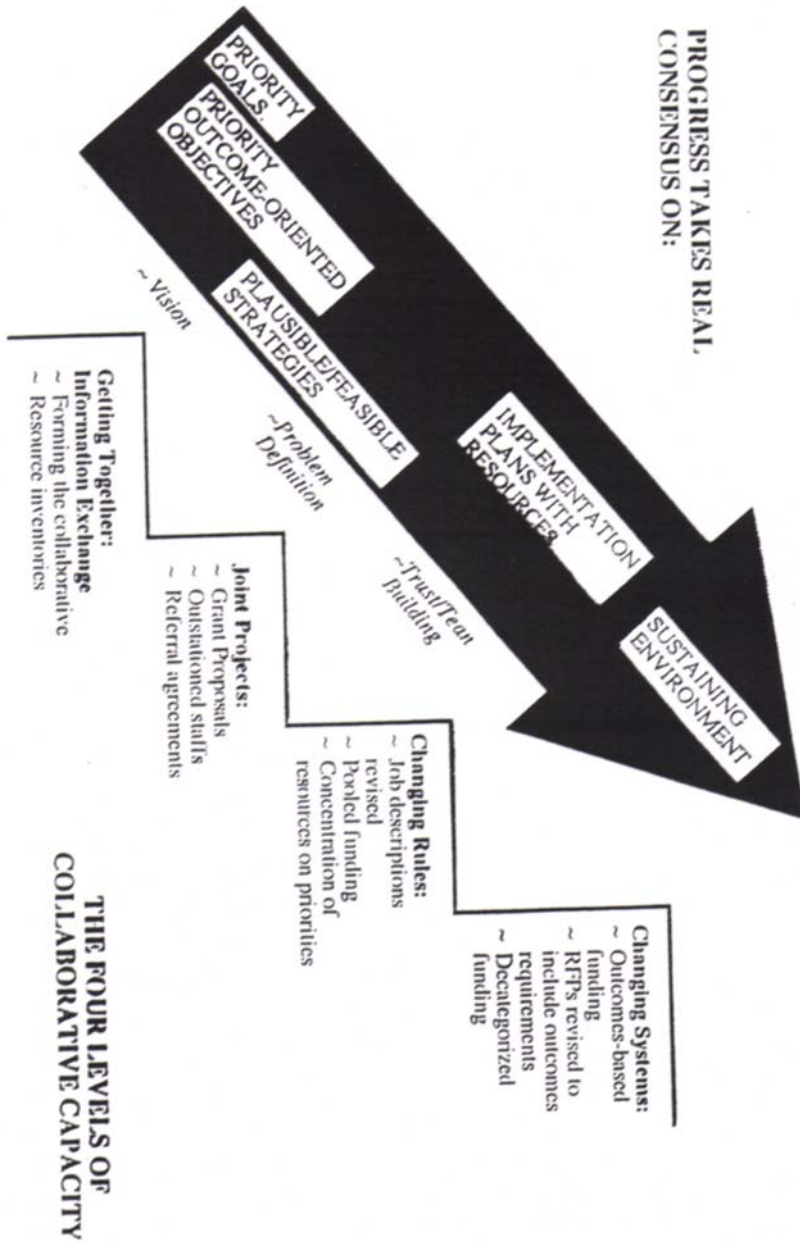 PROGRESS TAKES REAL
CONSENSUS ON:
PRIORITY
GOALS.
PRIORITY
OUTCOME-ORIENTED
OBJECTIVES
PLAUSIBLE/FEASIBLE
STRATEGIES
IMPLEMENTATION
PLANS WITH
RESOURCES
SUSTAINING
ENVIRONMENT
~ Vision
~Problem
Definition
~Trust/Tean
Building
Getting Together:
Information Exchange
~ Forming the collaborative
~ Resource inventories
Joint Projects:
~ Grant Proposals
~ Outstationed staffs
~ Referral agreements
Changing Rules:
~ Job descriptions
revised
~ Pooled funding
~ Concentration of
resources on priorities
Changing Systems:
~ Outcomes-based
funding
~ RFPs revised to
include outcomes
requirements
~ Decategorized
funding
THE FOUR LEVELS OF
COLLABORATIVE CAPACITY